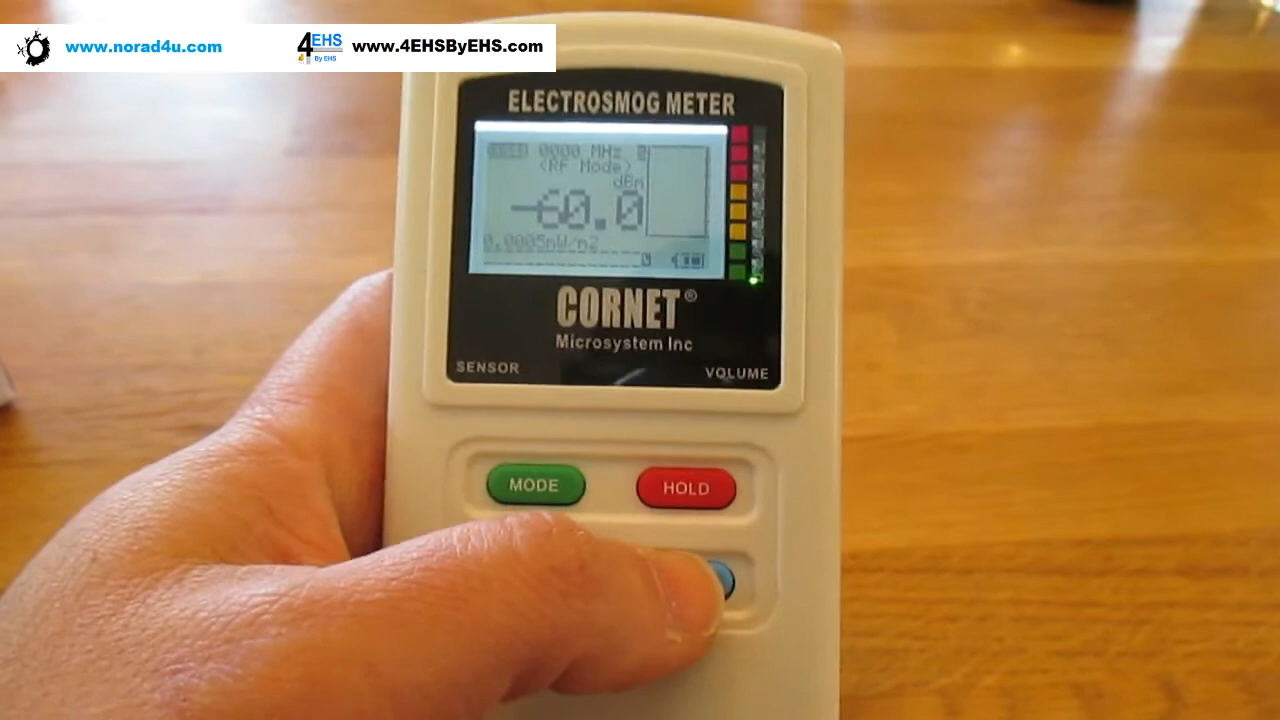 www.norad4u.com
4EHS
By EHS
www.4EHSByEHS.com
ELECTROSMOG METER
0000 MHz
<RF Mode>
dBm
-60.0
0.0005mW/m2
CORNET®
Microsystem Inc
SENSOR
VOLUME
MODE
HOLD